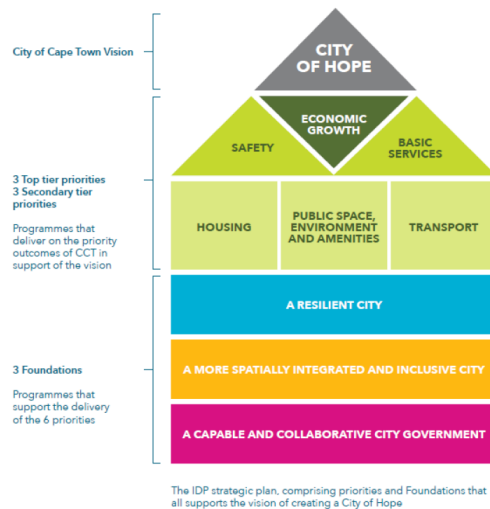 City of Cape Town Vision
CITY
OF HOPE
ECONOMIC
GROWTH
SAFETY
BASIC
SERVICES
3 Top tier priorities
3 Secondary tier
priorities
Programmes that
deliver on the priority
outcomes of CCT in
support of the vision
HOUSING
PUBLIC SPACE,
ENVIRONMENT
AND AMENITIES
TRANSPORT
A RESILIENT CITY
3 Foundations
Programmes that
support the delivery
of the 6 priorities
A MORE SPATIALLY INTEGRATED AND INCLUSIVE CITY
A CAPABLE AND COLLABORATIVE CITY GOVERNMENT
The IDP strategic plan, comprising priorities and Foundations that
all supports the vision of creating a City of Hope